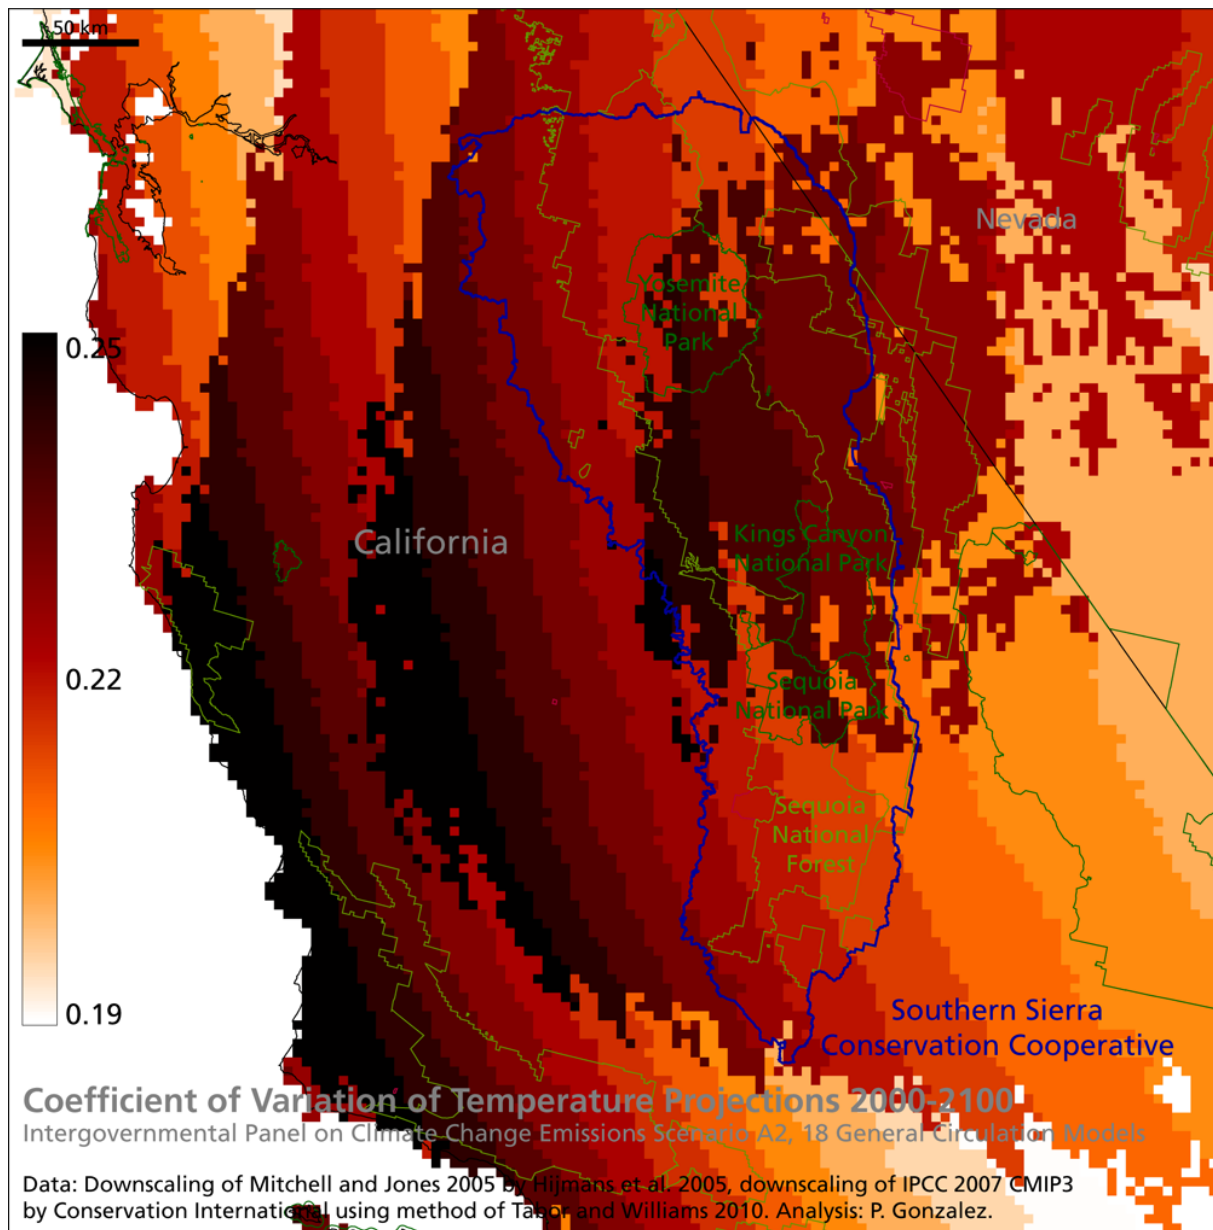 50 km
Nevada
Yosemite
National
Park
0.25
California
Kings Canyon
National Park
0.22
Sequoia
National Park
Sequoia
National
Forest
0.19
Southern Sierra
Conservation Cooperative
Coefficient of Variation of Temperature Projections 2000-2100
Intergovernmental Panel on Climate Change Emissions Scenario A2, 18 General Circulation Models
Data: Downscaling of Mitchell and Jones 2005 by Hijmans et al. 2005, downscaling of IPCC 2007 CMIP3
by Conservation International using method of Tabor and Williams 2010. Analysis: P. Gonzalez.